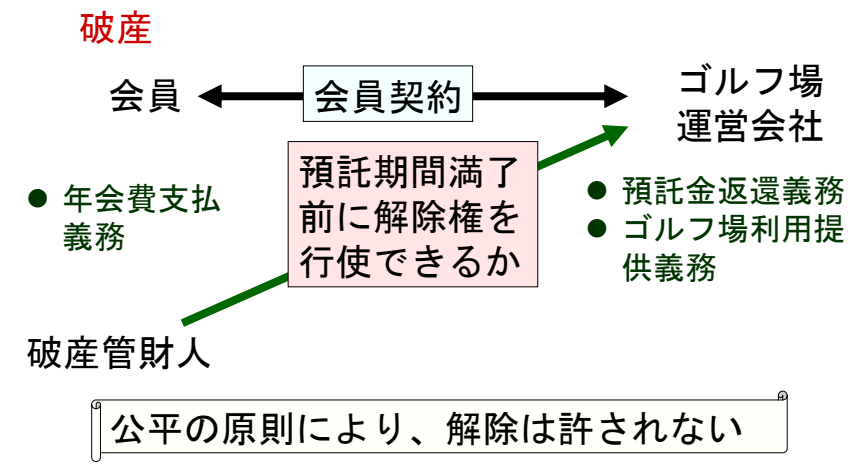 破産
会員
会員契約
ゴルフ場
運営会社
預託期間満了
前に解除権を
行使できるか
● 年会費支払
義務
● 預託金返還義務
● ゴルフ場利用提
供義務
破産管財人
公平の原則により、解除は許されない